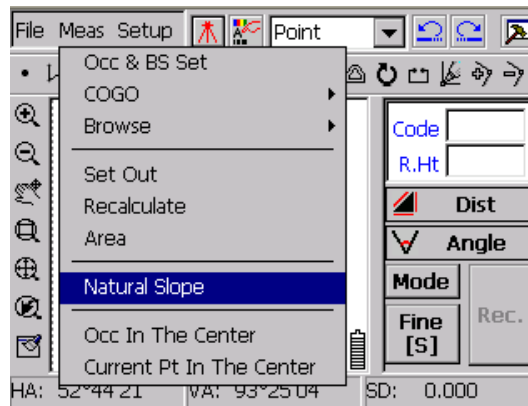 File Meas Setup Point
Occ & BS Set
COGO
Browse
Set Out
Recalculate
Area
Natural Slope
Occ In The Center
Current Pt In The Center
Code
R.Ht
Dist
Angle
Mode
Fine
[S]
Rec.
HA: 52°44'21 VA: 93°25'04 SD: 0.000